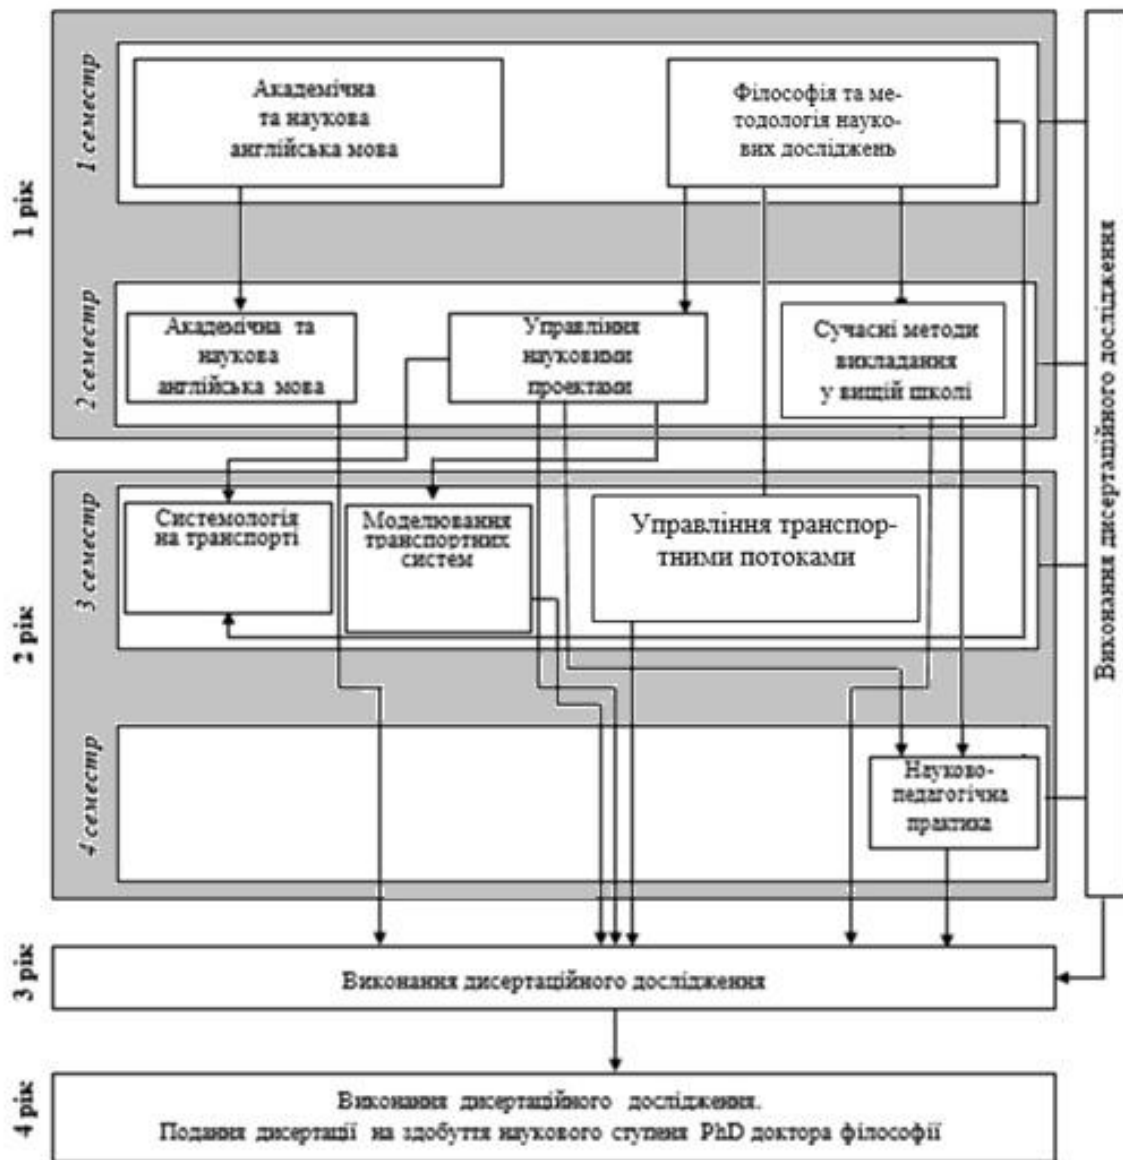 1 рік
1 семестр
Академічна
та наукова
англійська мова
Філософія та ме-
тодологія науко-
вих досліджень
2 семестр
Академічна та
наукова
англійська мова
Управління
науковими
проектами
Сучасні методи
викладання
у вищій школі
2 рік
3 семестр
Системологія
на транспорті
Моделювання
транспортних
систем
Управління транспор-
тними потоками
4 семестр
Науково-
педагогічна
практика
Виконання дисертаційного дослідження
3 рік
Виконання дисертаційного дослідження
4 рік
Виконання дисертаційного дослідження.
Подання дисертації на здобуття наукового ступеня PhD доктора філософії